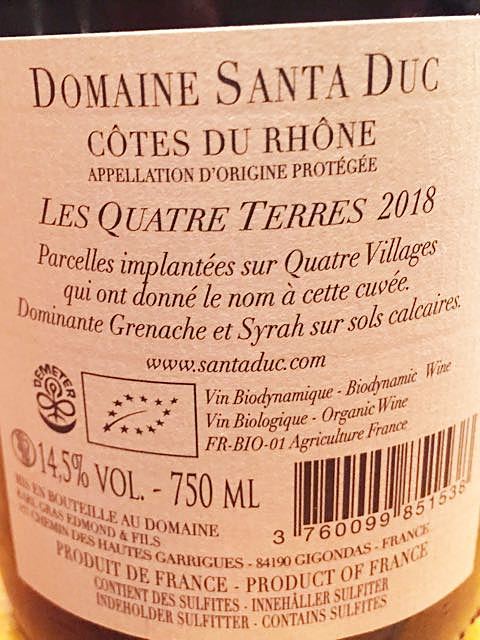 DOMAINE SANTA DUC
CÔTES DU RHÔNE
APPELLATION D'ORIGINE PROTÉGÉE
LES QUATRE TERRES 2018
Parcelles implantées sur Quatre Villages
qui ont donné le nom à cette cuvée.
Dominante Grenache et Syrah sur sols calcaires.
www.santaduc.com
DEMETER
Vin Biodynamique - Biodynamic Wine
Vin Biologique - Organic Wine
FR-BIO-01 Agriculture France
14,5% VOL. - 750 ML
MIS EN BOUTEILLE AU DOMAINE
EARL GRAS EDMOND & FILS
CHEMIN DES HAUTES GARRIGUES - 84190 GIGONDAS - FRANCE
PRODUIT DE FRANCE - PRODUCT OF FRANCE
CONTIENT DES SULFITES - INNEHÅLLER SULFITER
INDEHOLDER SULFITTER - CONTAINS SULFITES
3 760099 851538